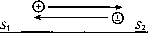 + ⊥
S₁ S₂